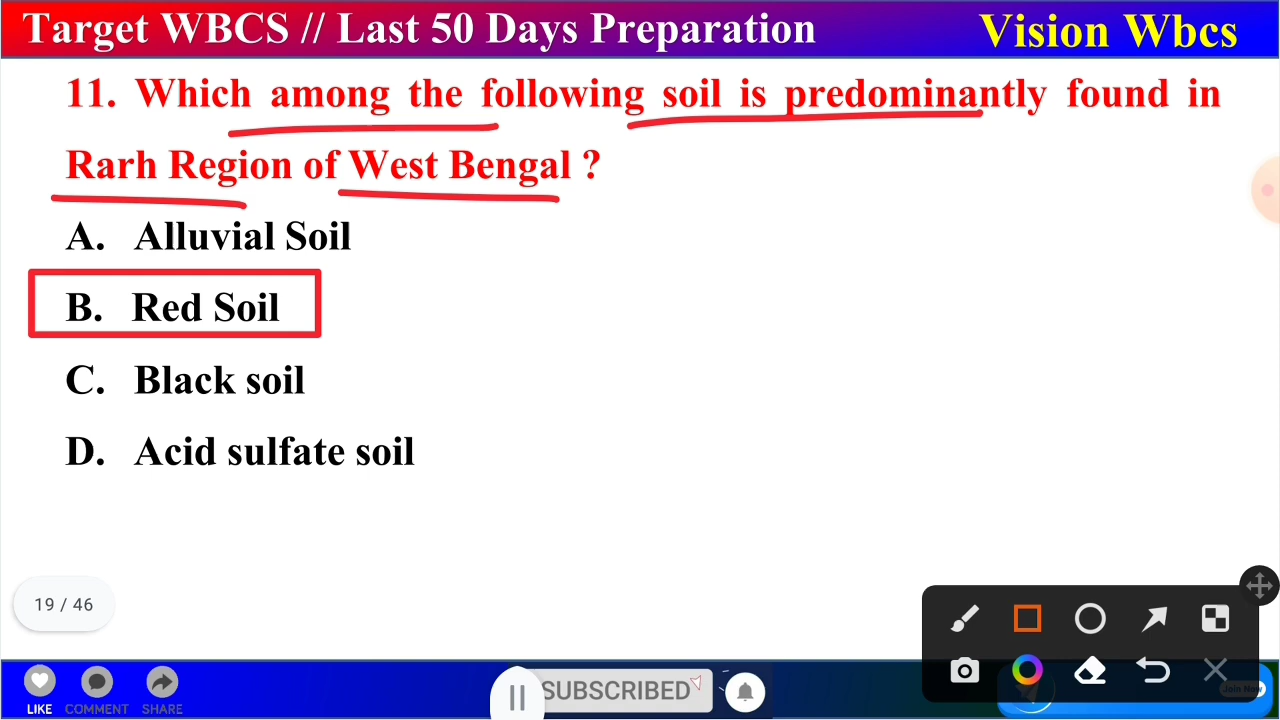 Target WBCS // Last 50 Days Preparation
Vision Wbcs
11. Which among the following soil is predominantly found in
Rarh Region of West Bengal ?
A. Alluvial Soil
B. Red Soil
C. Black soil
D. Acid sulfate soil
19 / 46
LIKE COMMENT SHARE
SUBSCRIBED
Join Now